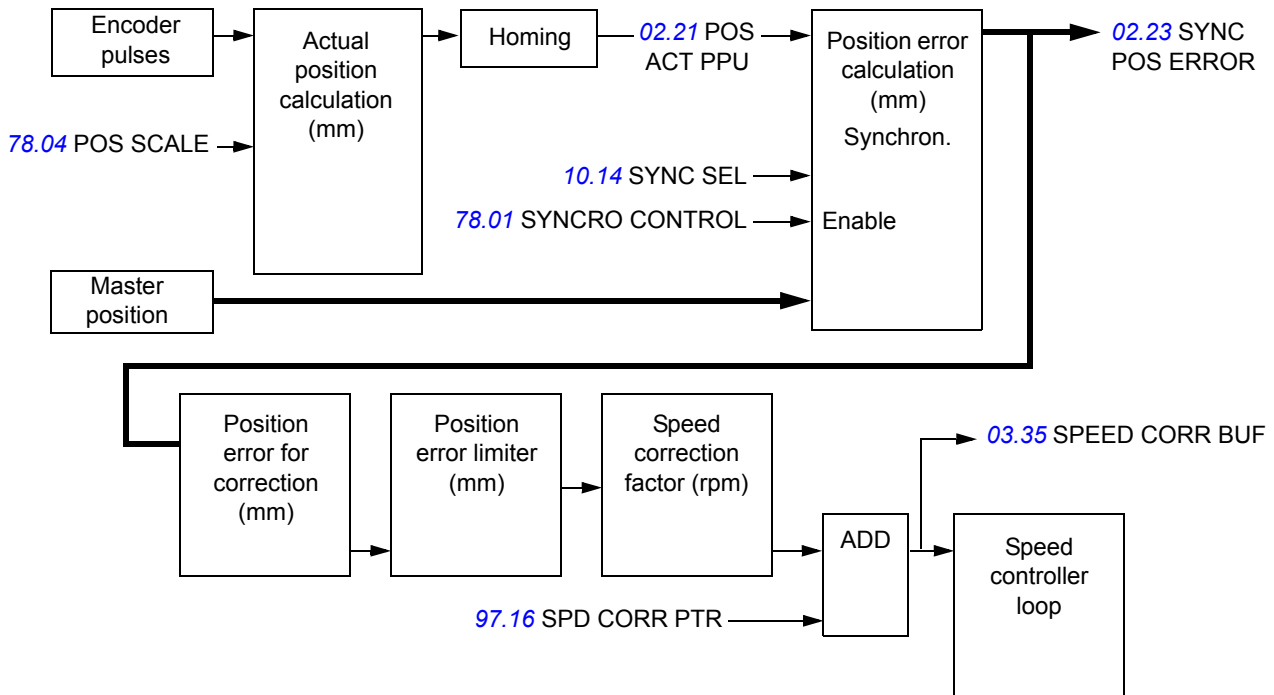 Encoder
pulses
Actual
position
calculation
(mm)
Homing
02.21 POS
ACT PPU
Position error
calculation
(mm)
Synchron.
02.23 SYNC
POS ERROR
78.04 POS SCALE
10.14 SYNC SEL
78.01 SYNCRO CONTROL
Enable
Master
position
Position
error for
correction
(mm)
Position
error limiter
(mm)
Speed
correction
factor (rpm)
03.35 SPEED CORR BUF
ADD
Speed
controller
loop
97.16 SPD CORR PTR